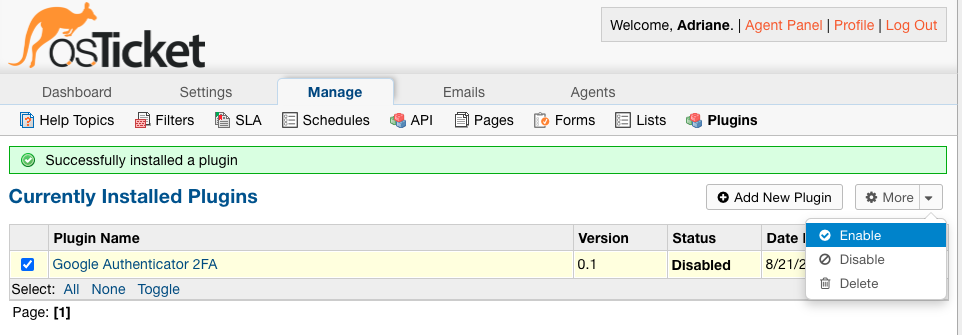 osTicket
Welcome, Adriane. | Agent Panel | Profile | Log Out
Dashboard Settings Manage Emails Agents
Help Topics Filters SLA Schedules API Pages Forms Lists Plugins
Successfully installed a plugin
Currently Installed Plugins Add New Plugin More
Plugin Name Version Status Date
Enable
Google Authenticator 2FA 0.1 Disabled 8/21/2
Disable
Select: All None Toggle
Delete
Page: [1]